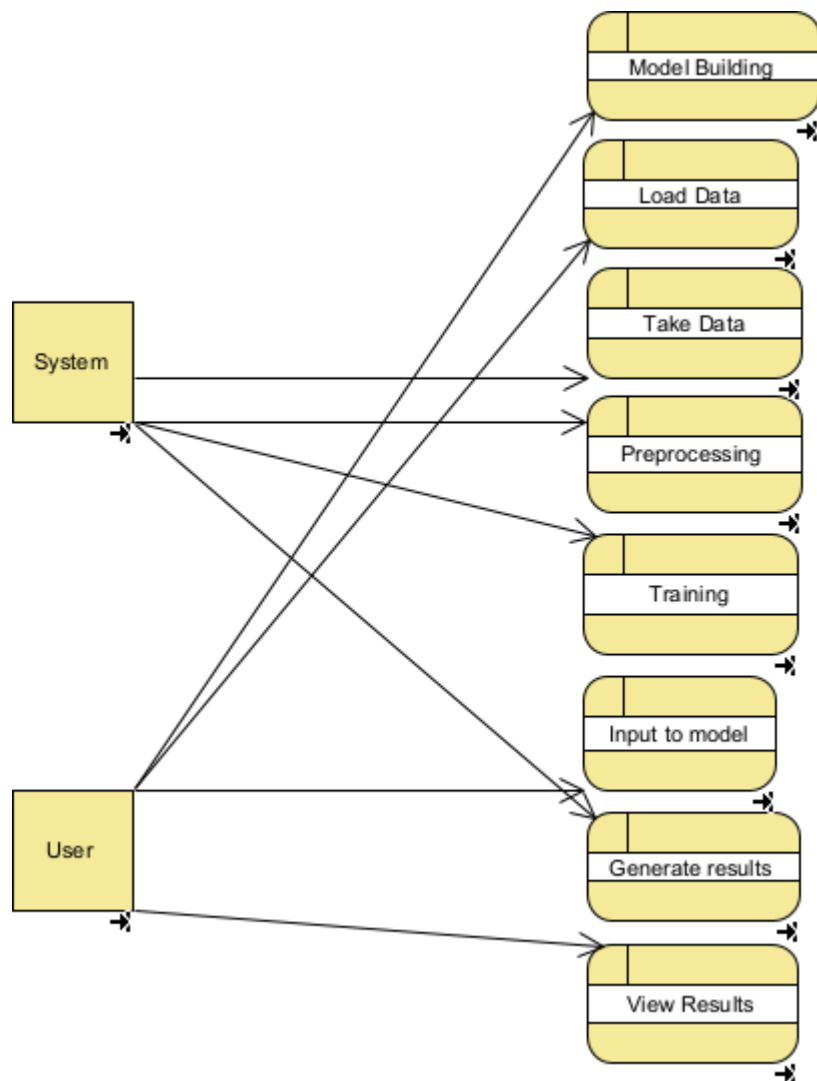 Model Building
Load Data
System
Take Data
Preprocessing
Training
Input to model
User
Generate results
View Results